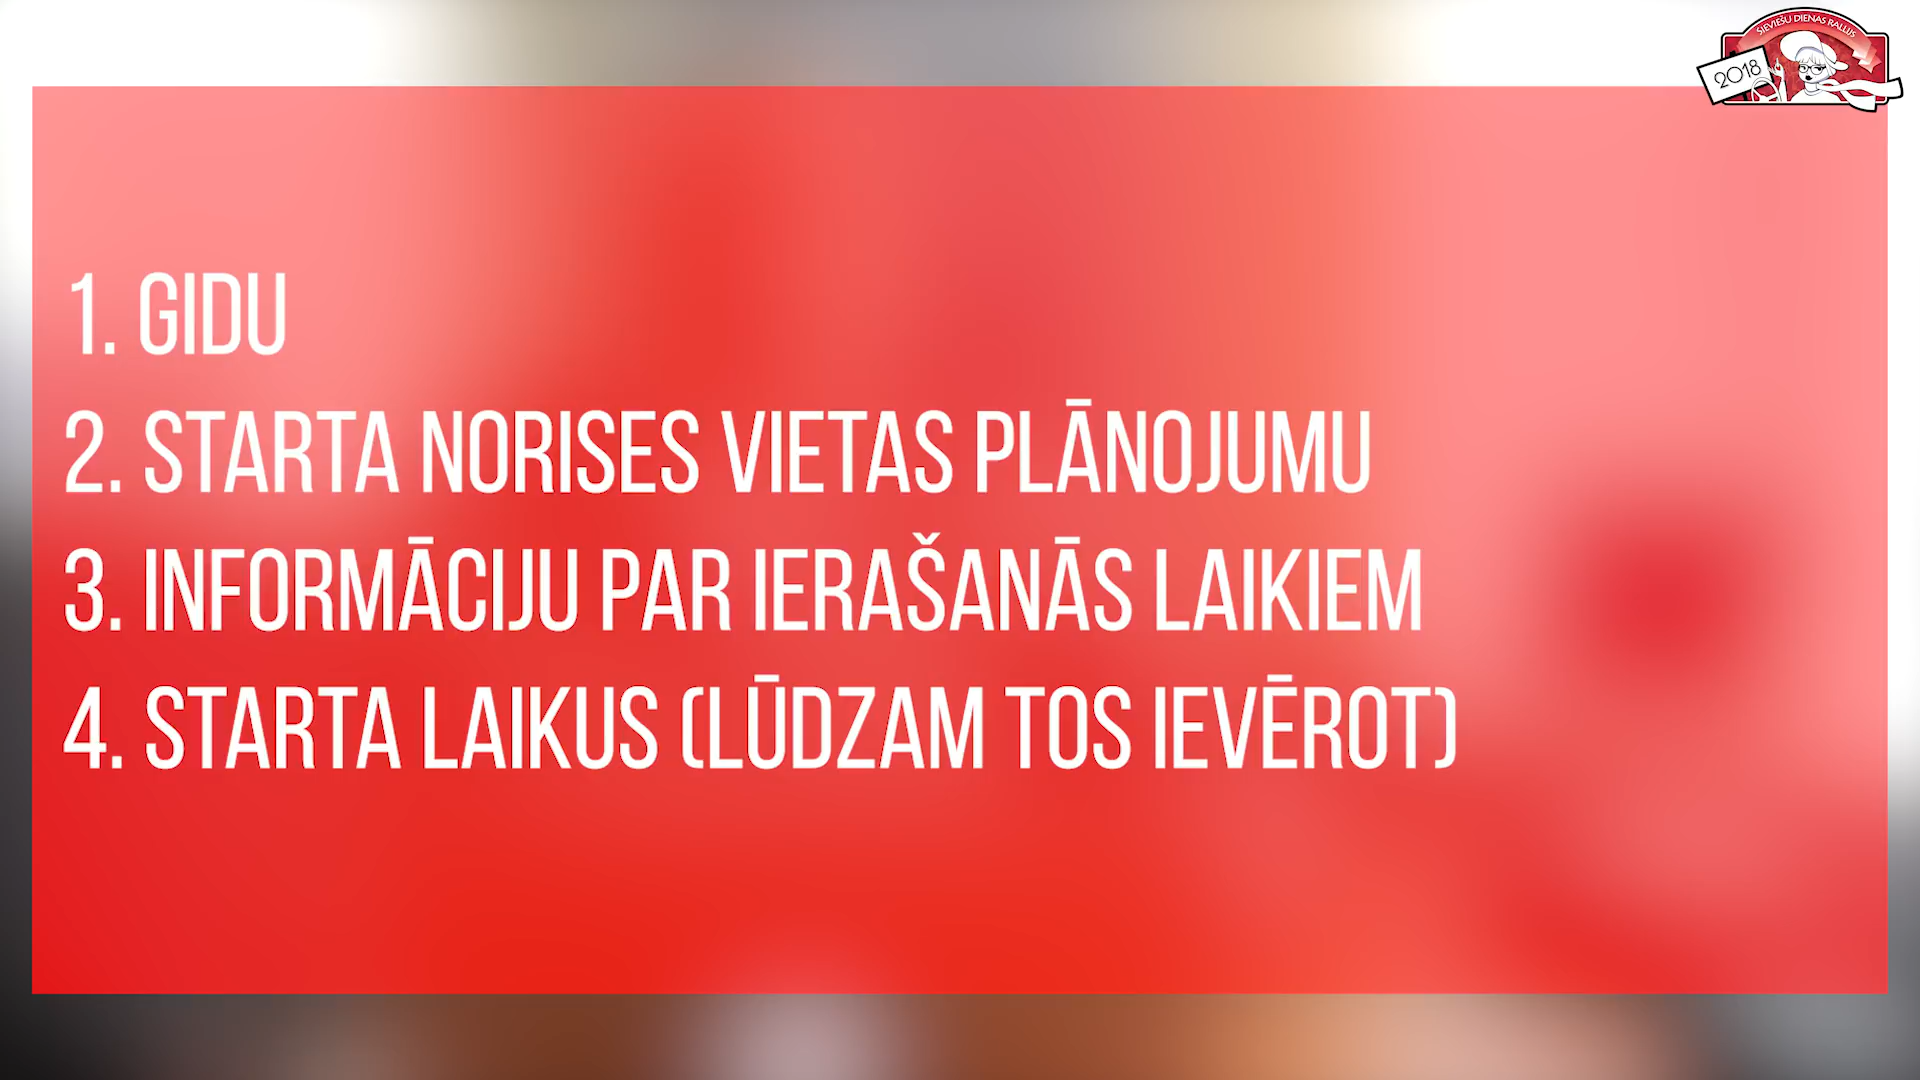 SIEVIEŠU DIENAS RALLIJS
2018
1. GIDU
2. STARTA NORISES VIETAS PLĀNOJUMU
3. INFORMĀCIJU PAR IERAŠANĀS LAIKIEM
4. STARTA LAIKUS (LŪDZAM TOS IEVĒROT)